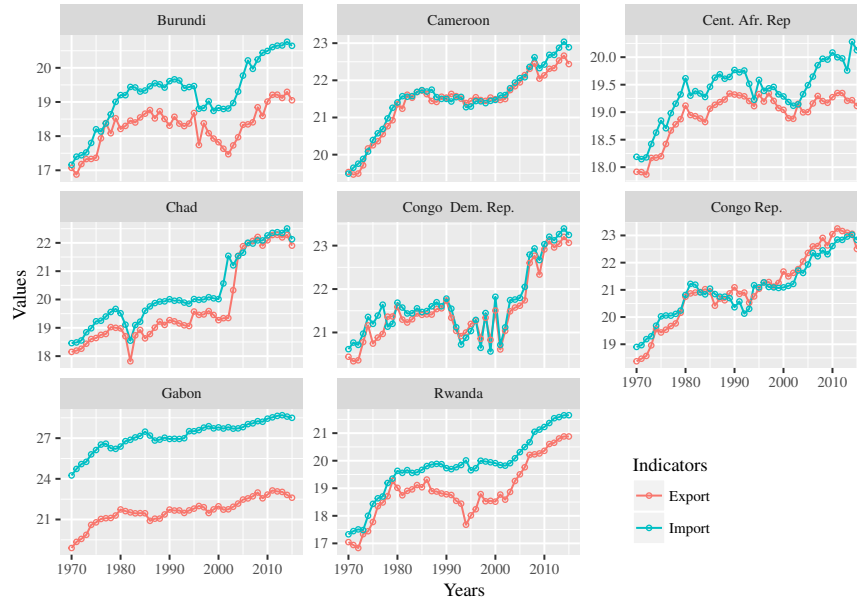 Burundi Cameroon Cent. Afr. Rep
20 19 18 17
23 22 21 20
20.0 19.5 19.0 18.5 18.0
Chad Congo Dem. Rep. Congo Rep.
Values
22 21 20 19 18
23 22 21
23 22 21 20 19
1970 1980 1990 2000 2010
Gabon Rwanda
27 24 21
21 20 19 18 17
1970 1980 1990 2000 2010 1970 1980 1990 2000 2010
Years
Indicators
Export
Import